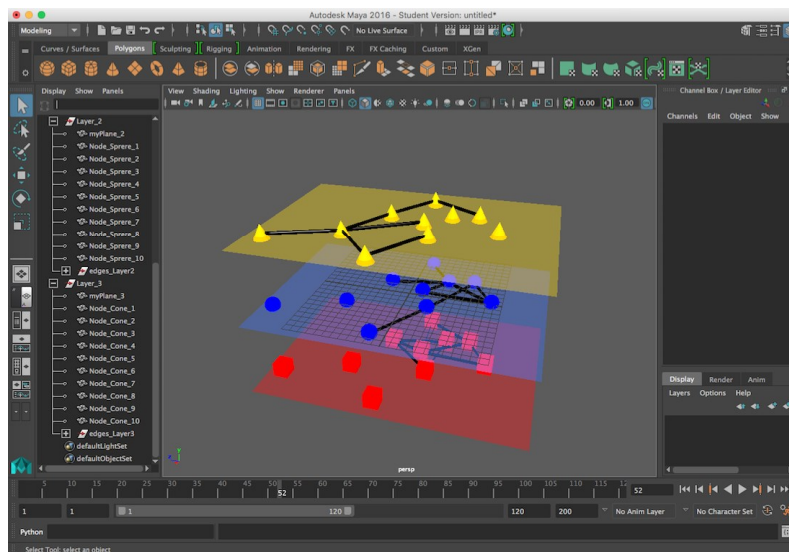 Autodesk Maya 2016 - Student Version: untitled*
Modeling
No Live Surface
Curves / Surfaces Polygons Sculpting Rigging Animation Rendering FX FX Caching Custom XGen
Display Show Panels
View Shading Lighting Show Renderer Panels
0.00 1.00
Channel Box / Layer Editor
Channels Edit Object Show
Layer_2
myPlane_2
Node_Sprere_1
Node_Sprere_2
Node_Sprere_3
Node_Sprere_4
Node_Sprere_5
Node_Sprere_6
Node_Sprere_7
Node_Sprere_8
Node_Sprere_9
Node_Sprere_10
edges_Layer2
Layer_3
myPlane_3
Node_Cone_1
Node_Cone_2
Node_Cone_3
Node_Cone_4
Node_Cone_5
Node_Cone_6
Node_Cone_7
Node_Cone_8
Node_Cone_9
Node_Cone_10
edges_Layer3
defaultLightSet
defaultObjectSet
persp
Display Render Anim
Layers Options Help
5 10 15 20 25 30 35 40 45 50 52 55 60 65 70 75 80 85 90 95 100 105 110 115 12
52
1 1 1 120 120 200 No Anim Layer No Character Set
Python
Select Tool: select an object